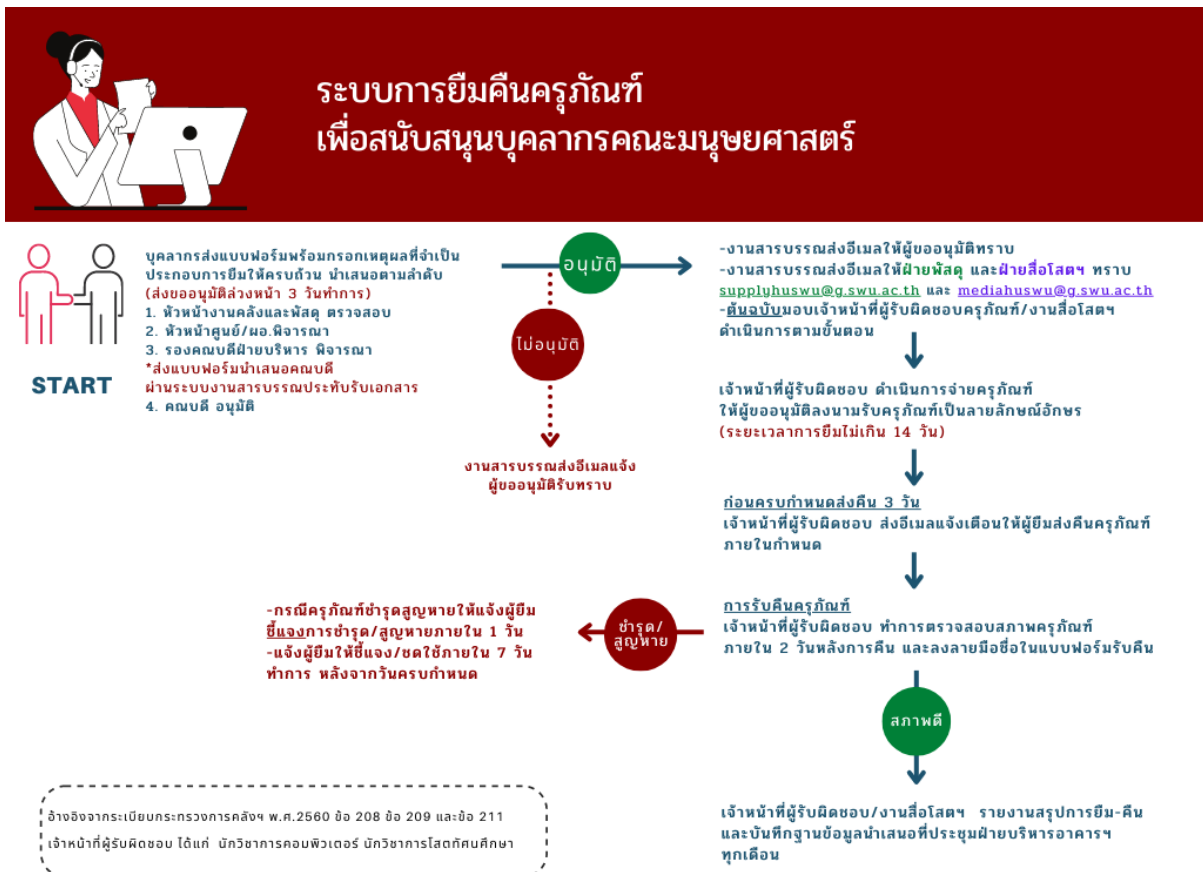 ระบบการยืมคืนครุภัณฑ์
เพื่อสนับสนุนบุคลากรคณะมนุษยศาสตร์
START
บุคลากรส่งแบบฟอร์มพร้อมกรอกเหตุผลที่จำเป็น
ประกอบการยืมให้ครบถ้วน นำเสนอตามลำดับ
(ส่งขออนุมัติล่วงหน้า 3 วันทำการ)
1. หัวหน้างานคลังและพัสดุ ตรวจสอบ
2. หัวหน้าศูนย์/ผอ.พิจารณา
3. รองคณบดีฝ่ายบริหาร พิจารณา
*ส่งแบบฟอร์มนำเสนอคณบดี
ผ่านระบบงานสารบรรณประทับรับเอกสาร
4. คณบดี อนุมัติ
อนุมัติ
ไม่อนุมัติ
งานสารบรรณส่งอีเมลแจ้ง
ผู้ขออนุมัติรับทราบ
-งานสารบรรณส่งอีเมลให้ผู้ขออนุมัติทราบ
-งานสารบรรณส่งอีเมลให้ฝ่ายพัสดุ และฝ่ายสื่อโสตฯ ทราบ
supplyhuswu@g.swu.ac.th และ mediahuswu@g.swu.ac.th
-ต้นฉบับมอบเจ้าหน้าที่ผู้รับผิดชอบครุภัณฑ์/งานสื่อโสตฯ
ดำเนินการตามขั้นตอน
เจ้าหน้าที่ผู้รับผิดชอบ ดำเนินการจ่ายครุภัณฑ์
ให้ผู้ขออนุมัติลงนามรับครุภัณฑ์เป็นลายลักษณ์อักษร
(ระยะเวลาการยืมไม่เกิน 14 วัน)
ก่อนครบกำหนดส่งคืน 3 วัน
เจ้าหน้าที่ผู้รับผิดชอบ ส่งอีเมลแจ้งเตือนให้ผู้ยืมส่งคืนครุภัณฑ์
ภายในกำหนด
การรับคืนครุภัณฑ์
เจ้าหน้าที่ผู้รับผิดชอบ ทำการตรวจสอบสภาพครุภัณฑ์
ภายใน 2 วันหลังการคืน และลงลายมือชื่อในแบบฟอร์มรับคืน
ชำรุด/
สูญหาย
-กรณีครุภัณฑ์ชำรุดสูญหายให้แจ้งผู้ยืม
ชี้แจงการชำรุด/สูญหายภายใน 1 วัน
-แจ้งผู้ยืมให้ชี้แจง/ชดใช้ภายใน 7 วัน
ทำการ หลังจากวันครบกำหนด
สภาพดี
เจ้าหน้าที่ผู้รับผิดชอบ/งานสื่อโสตฯ รายงานสรุปการยืม-คืน
และบันทึกฐานข้อมูลนำเสนอที่ประชุมฝ่ายบริหารอาคารฯ
ทุกเดือน
อ้างอิงจากระเบียบกระทรวงการคลังฯ พ.ศ.2560 ข้อ 208 ข้อ 209 และข้อ 211
เจ้าหน้าที่ผู้รับผิดชอบ ได้แก่ นักวิชาการคอมพิวเตอร์ นักวิชาการโสตทัศนศึกษา